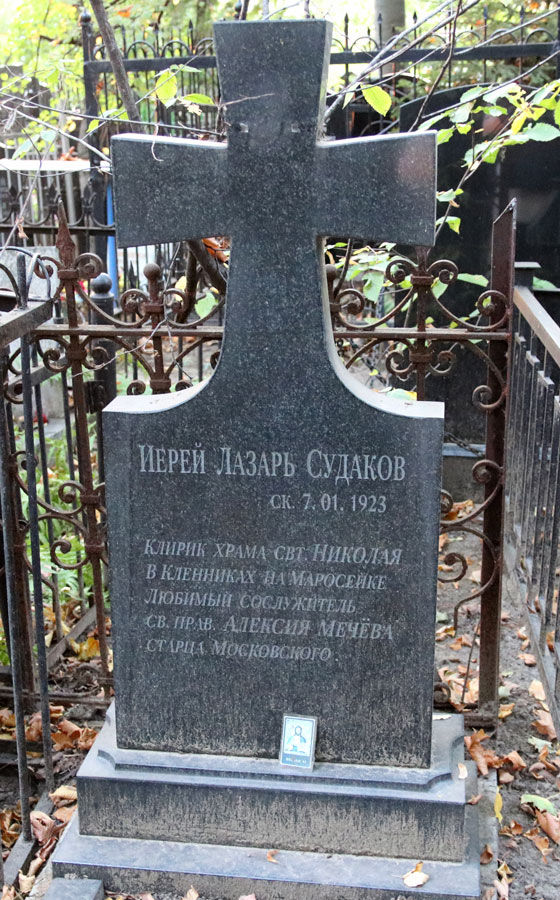 Иерей Лазарь Судаков
ск. 7. 01. 1923
Клирик храма свт. Николая
в Кленниках на Маросейке
любимый сослужитель
св. прав. Алексия Мечёва
старца Московского